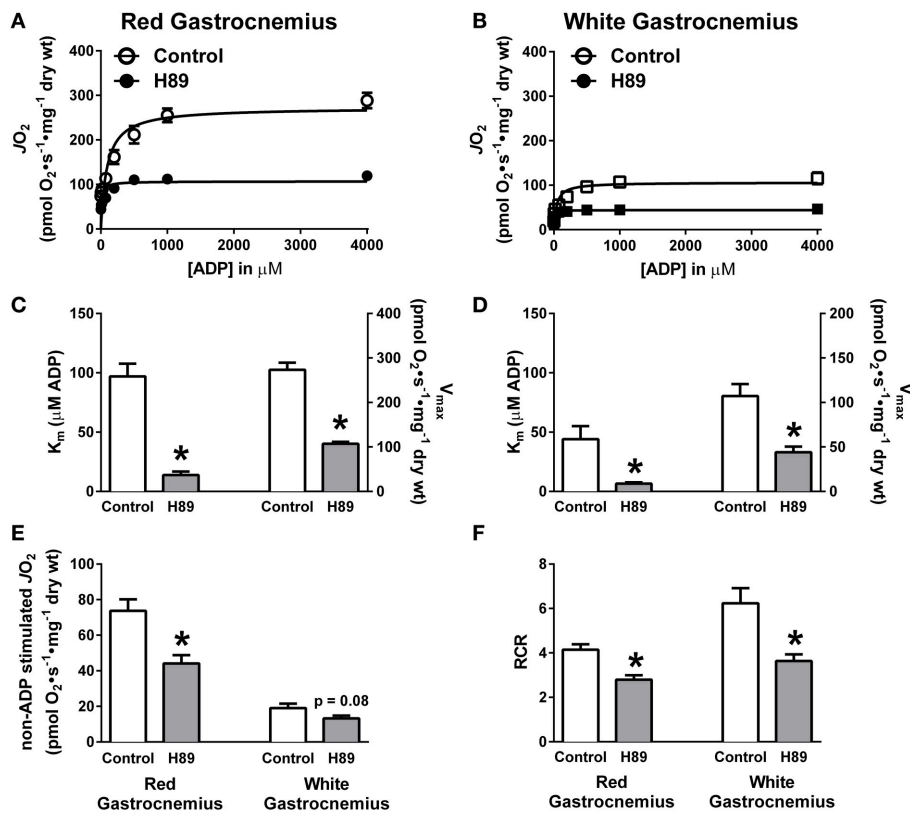 A Red Gastrocnemius
Control
H89
400
300
200
100
0
JO2
(pmol O2•s-1•mg-1 dry wt)
0 1000 2000 3000 4000
[ADP] in μM
B White Gastrocnemius
Control
H89
400
300
200
100
0
JO2
(pmol O2•s-1•mg-1 dry wt)
0 1000 2000 3000 4000
[ADP] in μM
C
150
100
50
0
Km (μM ADP)
400
300
200
100
0
Vmax
(pmol O2•s-1•mg-1 dry wt)
*
*
Control H89 Control H89
D
150
100
50
0
Km (μM ADP)
200
150
100
50
0
Vmax
(pmol O2•s-1•mg-1 dry wt)
*
*
Control H89 Control H89
E
80
60
40
20
0
non-ADP stimulated JO2
(pmol O2•s-1•mg-1 dry wt)
*
p = 0.08
Control H89 Control H89
Red
Gastrocnemius
White
Gastrocnemius
F
8
6
4
2
0
RCR
*
*
Control H89 Control H89
Red
Gastrocnemius
White
Gastrocnemius